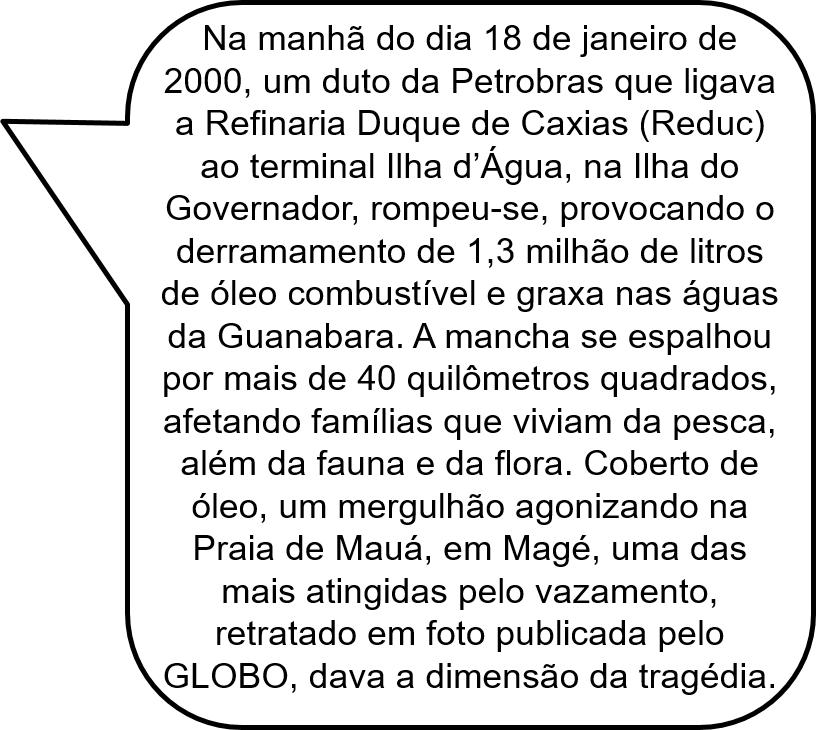 Na manhã do dia 18 de janeiro de
2000, um duto da Petrobras que ligava
a Refinaria Duque de Caxias (Reduc)
ao terminal Ilha d’Água, na Ilha do
Governador, rompeu-se, provocando o
derramamento de 1,3 milhão de litros
de óleo combustível e graxa nas águas
da Guanabara. A mancha se espalhou
por mais de 40 quilômetros quadrados,
afetando famílias que viviam da pesca,
além da fauna e da flora. Coberto de
óleo, um mergulhão agonizando na
Praia de Mauá, em Magé, uma das
mais atingidas pelo vazamento,
retratado em foto publicada pelo
GLOBO, dava a dimensão da tragédia.